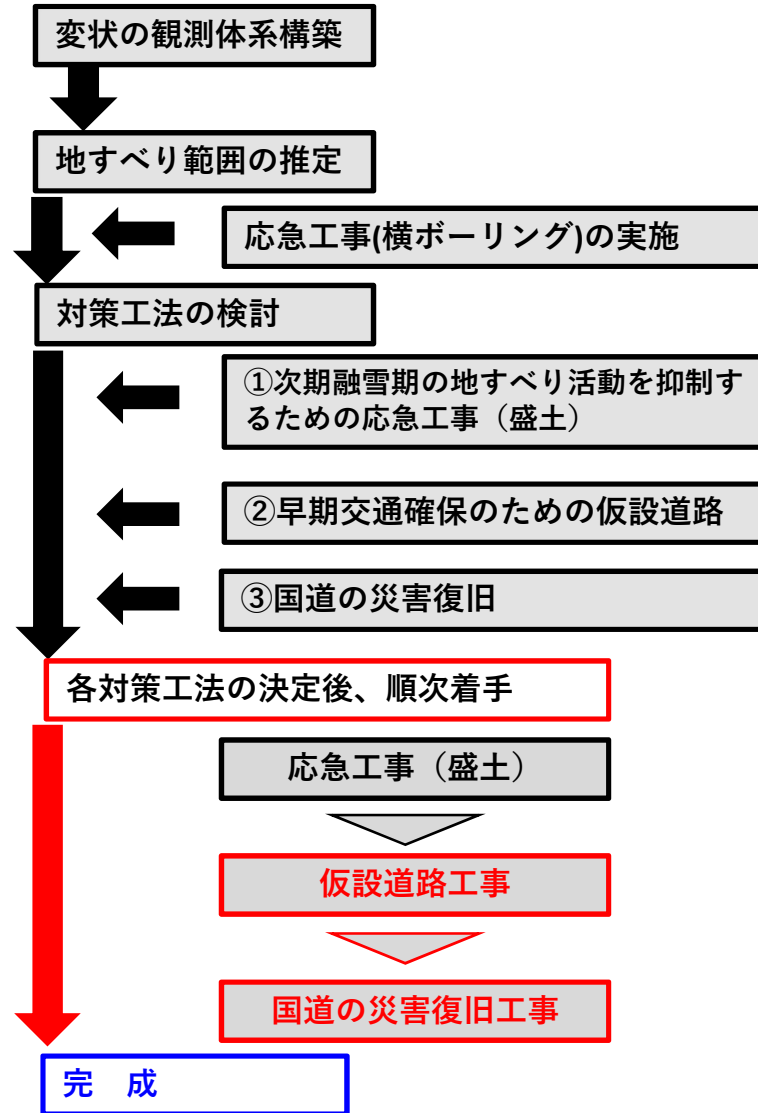 変状の観測体系構築
地すべり範囲の推定
応急工事(横ボーリング)の実施
対策工法の検討
①次期融雪期の地すべり活動を抑制す
るための応急工事（盛土）
②早期交通確保のための仮設道路
③国道の災害復旧
各対策工法の決定後、順次着手
応急工事（盛土）
仮設道路工事
国道の災害復旧工事
完　成